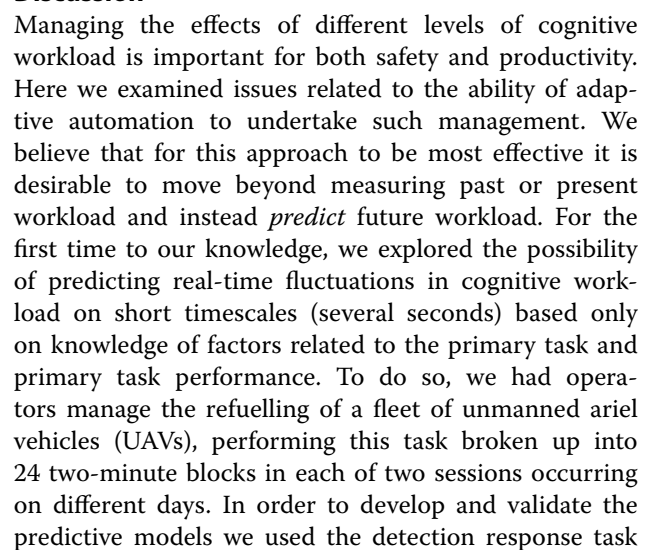 Discussion
Managing the effects of different levels of cognitive
workload is important for both safety and productivity.
Here we examined issues related to the ability of adap-
tive automation to undertake such management. We
believe that for this approach to be most effective it is
desirable to move beyond measuring past or present
workload and instead predict future workload. For the
first time to our knowledge, we explored the possibility
of predicting real-time fluctuations in cognitive work-
load on short timescales (several seconds) based only
on knowledge of factors related to the primary task and
primary task performance. To do so, we had opera-
tors manage the refuelling of a fleet of unmanned ariel
vehicles (UAVs), performing this task broken up into
24 two-minute blocks in each of two sessions occurring
on different days. In order to develop and validate the
predictive models we used the detection response task